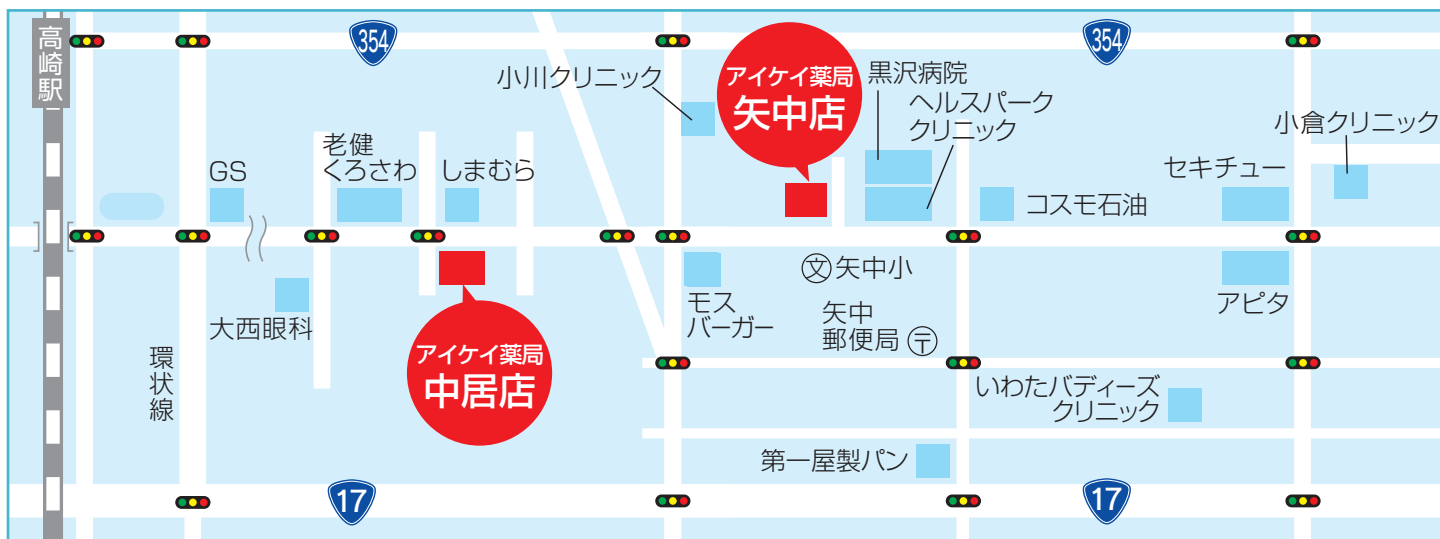 高崎駅
354
354
アイケイ薬局
矢中店
黒沢病院
小川クリニック
ヘルスパーク
クリニック
小倉クリニック
老健
くろさわ
しまむら
GS
セキチュー
コスモ石油
文 矢中小
モス
バーガー
アピタ
大西眼科
矢中
郵便局 〒
アイケイ薬局
中居店
環状線
いわたバディーズ
クリニック
第一屋製パン
17
17